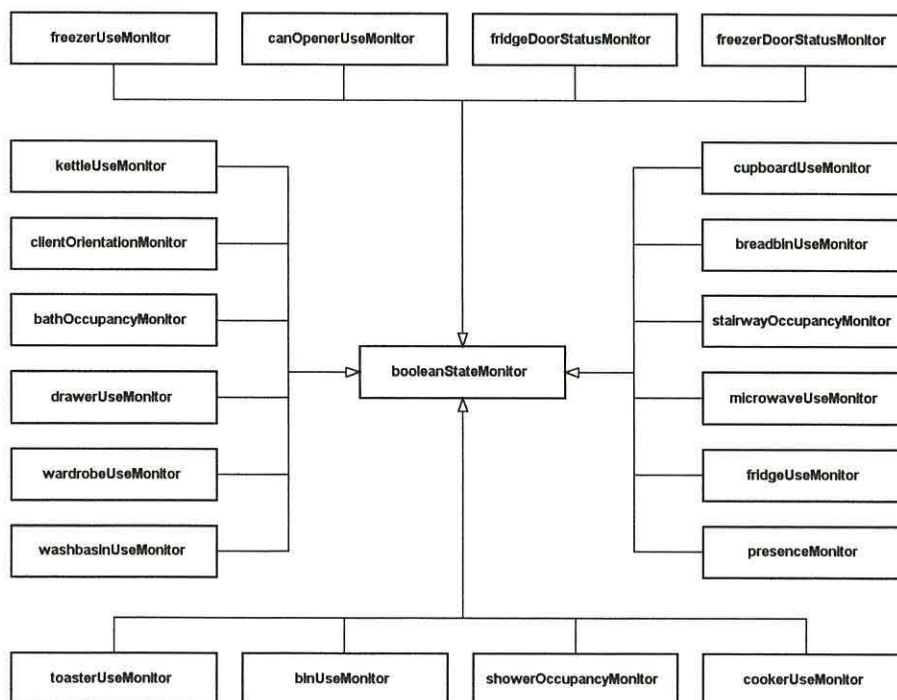 freezerUseMonitor
canOpenerUseMonitor
fridgeDoorStatusMonitor
freezerDoorStatusMonitor
kettleUseMonitor
cupboardUseMonitor
clientOrientationMonitor
breadbinUseMonitor
bathOccupancyMonitor
stairwayOccupancyMonitor
booleanStateMonitor
drawerUseMonitor
microwaveUseMonitor
wardrobeUseMonitor
fridgeUseMonitor
washbasinUseMonitor
presenceMonitor
toasterUseMonitor
binUseMonitor
showerOccupancyMonitor
cookerUseMonitor